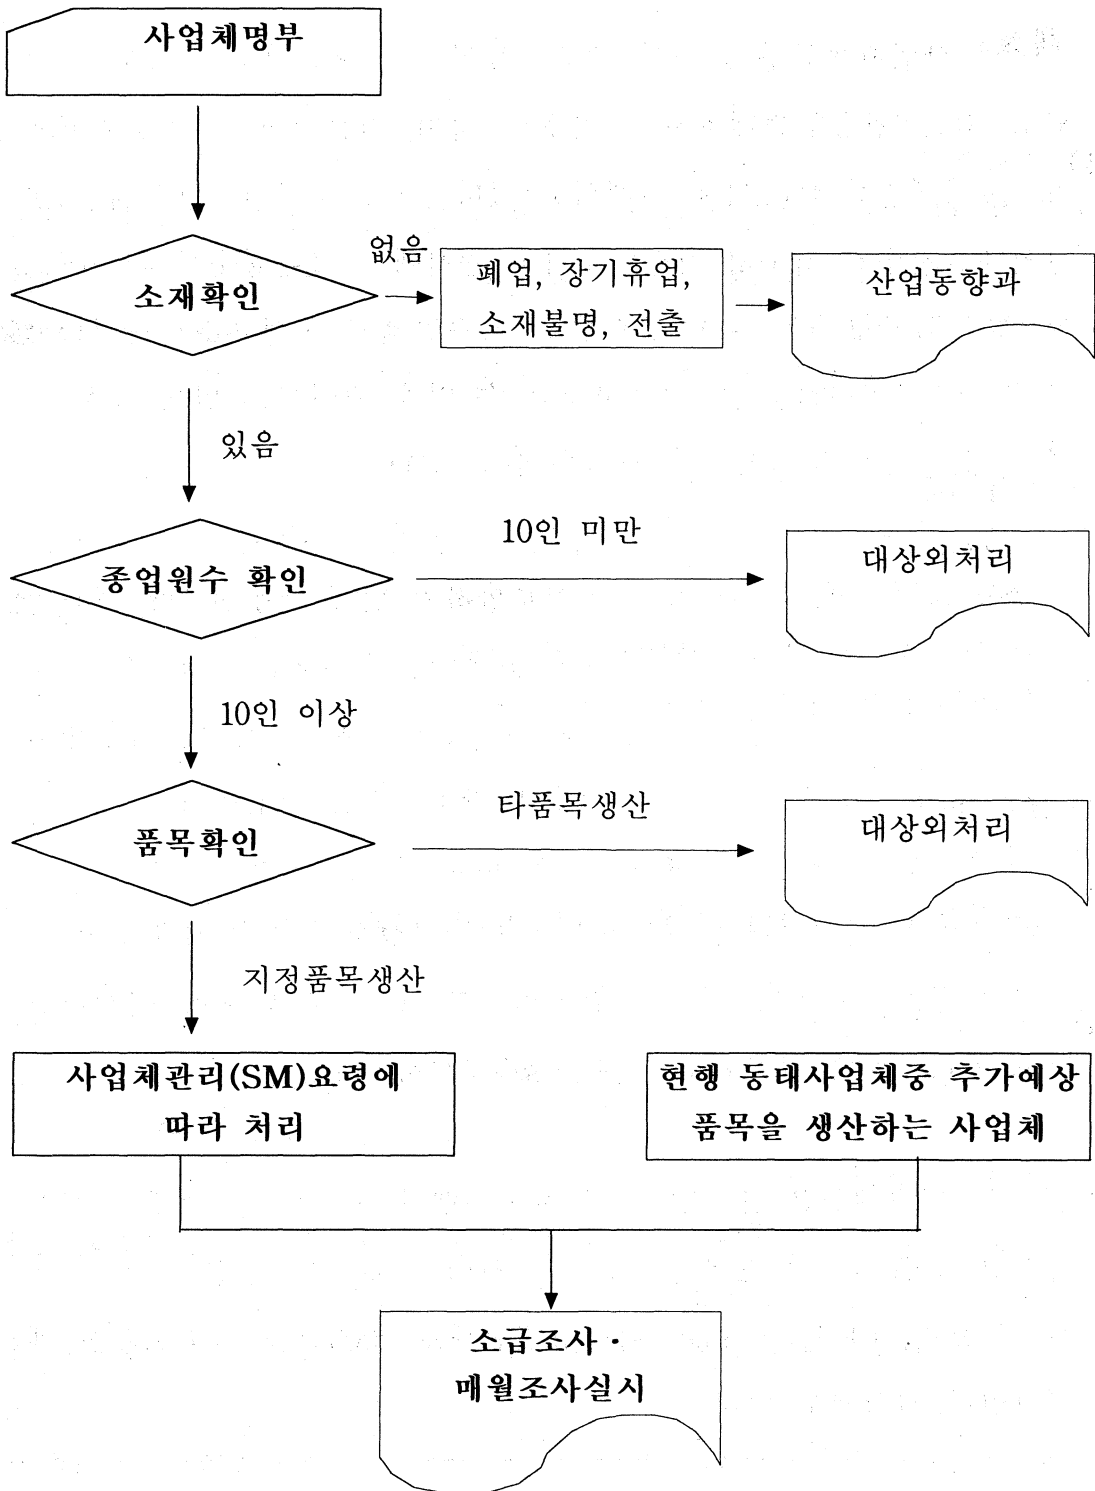 사업체명부
없음
소재확인
폐업, 장기휴업,
소재불명, 전출
산업동향과
있음
종업원수 확인
10인 미만
대상외처리
10인 이상
품목확인
타품목생산
대상외처리
지정품목생산
사업체관리(SM)요령에
따라 처리
현행 동태사업체중 추가예상
품목을 생산하는 사업체
소급조사·
매월조사실시